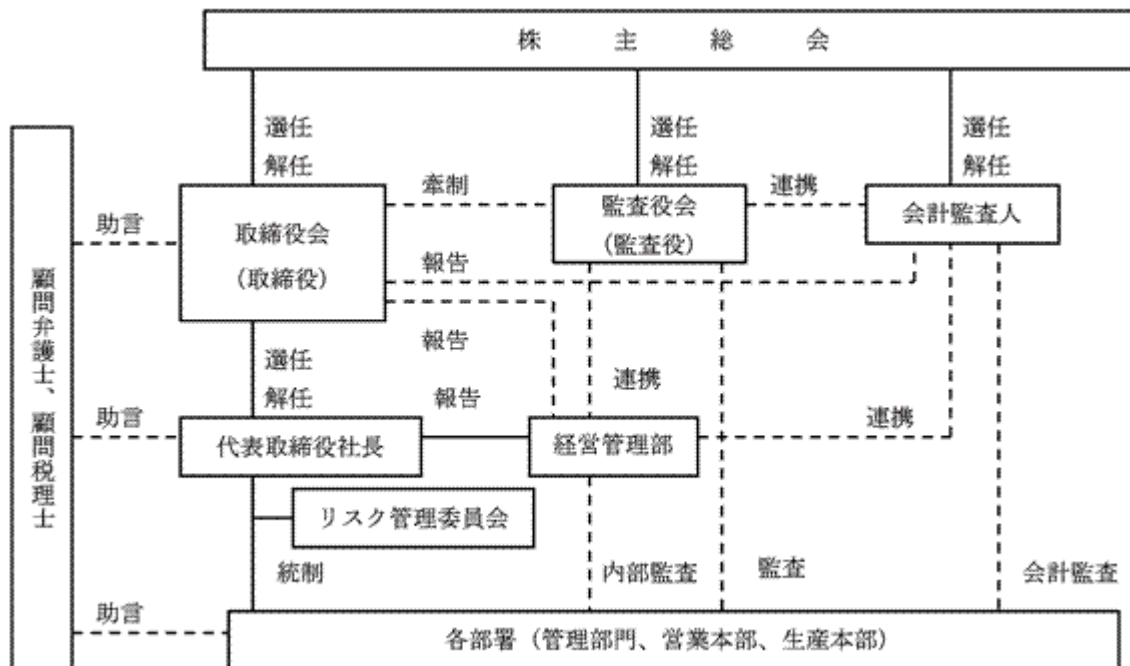 株主総会
選任
解任
選任
解任
選任
解任
顧問弁護士、顧問税理士
助言
取締役会
(取締役)
牽制
監査役会
(監査役)
連携
会計監査人
報告
報告
選任
解任
報告
連携
連携
助言
代表取締役社長
経営管理部
リスク管理委員会
統制
内部監査
監査
会計監査
助言
各部署(管理部門、営業本部、生産本部)